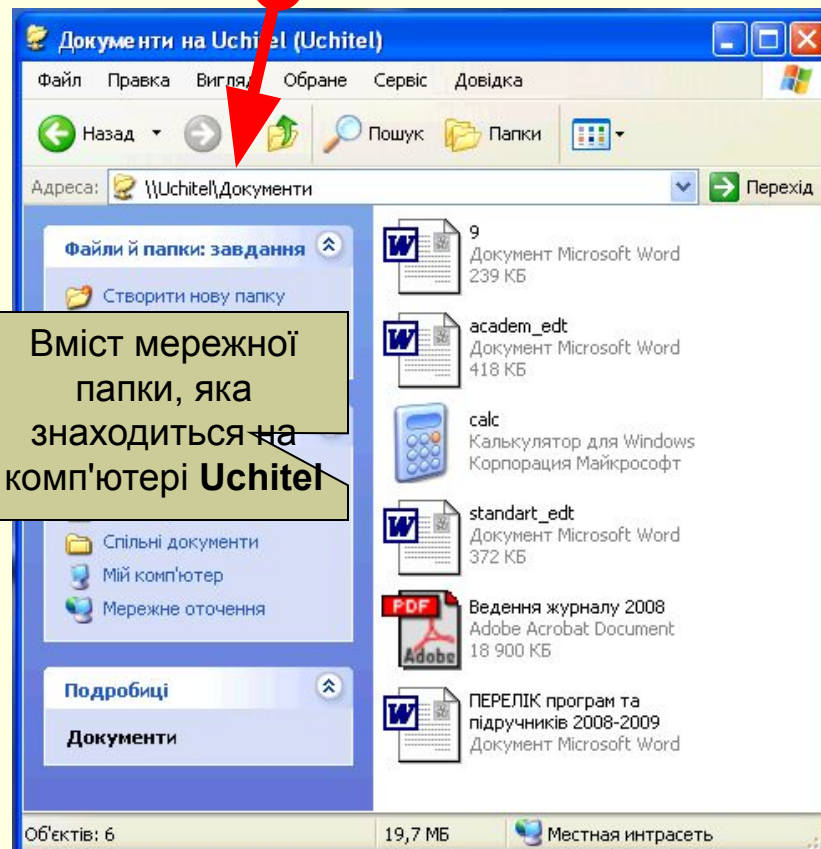 Документи на Uchitel (Uchitel)
Файл Правка Вигляд Обране Сервіс Довідка
Назад Пошук Папки
Адреса: \\Uchitel\Документи Перехід
Файли й папки: завдання
Створити нову папку
Вміст мережної
папки, яка
знаходиться на
комп'ютері Uchitel
Спільні документи
Мій комп'ютер
Мережне оточення
Подробиці
Документи
9
Документ Microsoft Word
239 КБ
academ_edt
Документ Microsoft Word
418 КБ
calc
Калькулятор для Windows
Корпорация Майкрософт
standart_edt
Документ Microsoft Word
372 КБ
PDF
Adobe
Ведення журналу 2008
Adobe Acrobat Document
18 900 КБ
ПЕРЕЛІК програм та
підручників 2008-2009
Документ Microsoft Word
Об'єктів: 6 19,7 МБ Местная интрасеть